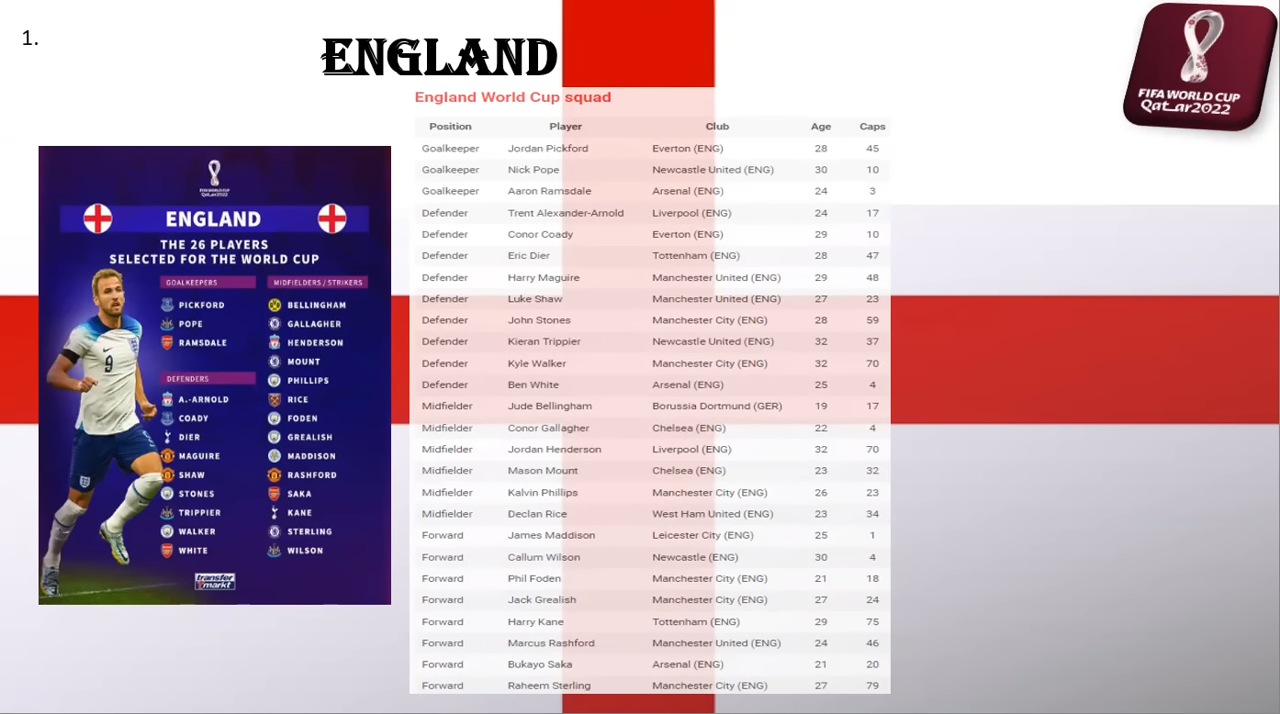 1.
ENGLAND
FIFA WORLD CUP
Qatar2022
England World Cup squad
Position Player Club Age Caps
Goalkeeper Jordan Pickford Everton (ENG) 28 45
Goalkeeper Nick Pope Newcastle United (ENG) 30 10
Goalkeeper Aaron Ramsdale Arsenal (ENG) 24 3
Defender Trent Alexander-Arnold Liverpool (ENG) 24 17
Defender Conor Coady Everton (ENG) 29 10
Defender Eric Dier Tottenham (ENG) 28 47
Defender Harry Maguire Manchester United (ENG) 29 48
Defender Luke Shaw Manchester United (ENG) 27 23
Defender John Stones Manchester City (ENG) 28 59
Defender Kieran Trippier Newcastle United (ENG) 32 37
Defender Kyle Walker Manchester City (ENG) 32 70
Defender Ben White Arsenal (ENG) 25 4
Midfielder Jude Bellingham Borussia Dortmund (GER) 19 17
Midfielder Conor Gallagher Chelsea (ENG) 22 4
Midfielder Jordan Henderson Liverpool (ENG) 32 70
Midfielder Mason Mount Chelsea (ENG) 23 32
Midfielder Kalvin Phillips Manchester City (ENG) 26 23
Midfielder Declan Rice West Ham United (ENG) 23 34
Forward James Maddison Leicester City (ENG) 25 1
Forward Callum Wilson Newcastle (ENG) 30 4
Forward Phil Foden Manchester City (ENG) 21 18
Forward Jack Grealish Manchester City (ENG) 27 24
Forward Harry Kane Tottenham (ENG) 29 75
Forward Marcus Rashford Manchester United (ENG) 24 46
Forward Bukayo Saka Arsenal (ENG) 21 20
Forward Raheem Sterling Manchester City (ENG) 27 79
FIFA WORLD CUP
Qatar2022
ENGLAND
THE 26 PLAYERS
SELECTED FOR THE WORLD CUP
GOALKEEPERS
PICKFORD
POPE
RAMSDALE
DEFENDERS
A.-ARNOLD
COADY
DIER
MAGUIRE
SHAW
STONES
TRIPPIER
WALKER
WHITE
MIDFIELDERS / STRIKERS
BELLINGHAM
GALLAGHER
HENDERSON
MOUNT
PHILLIPS
RICE
FODEN
GREALISH
MADDISON
RASHFORD
SAKA
KANE
STERLING
WILSON
9
transfer
markt